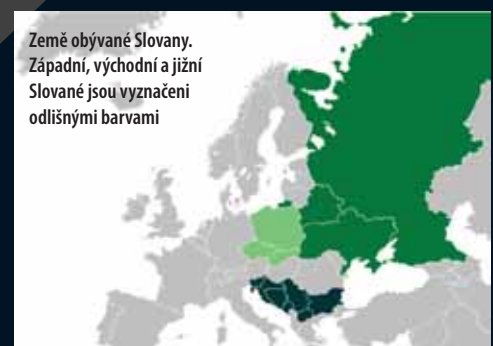 Země obývané Slovany.
Západní, východní a jižní
Slované jsou vyznačeni
odlišnými barvami